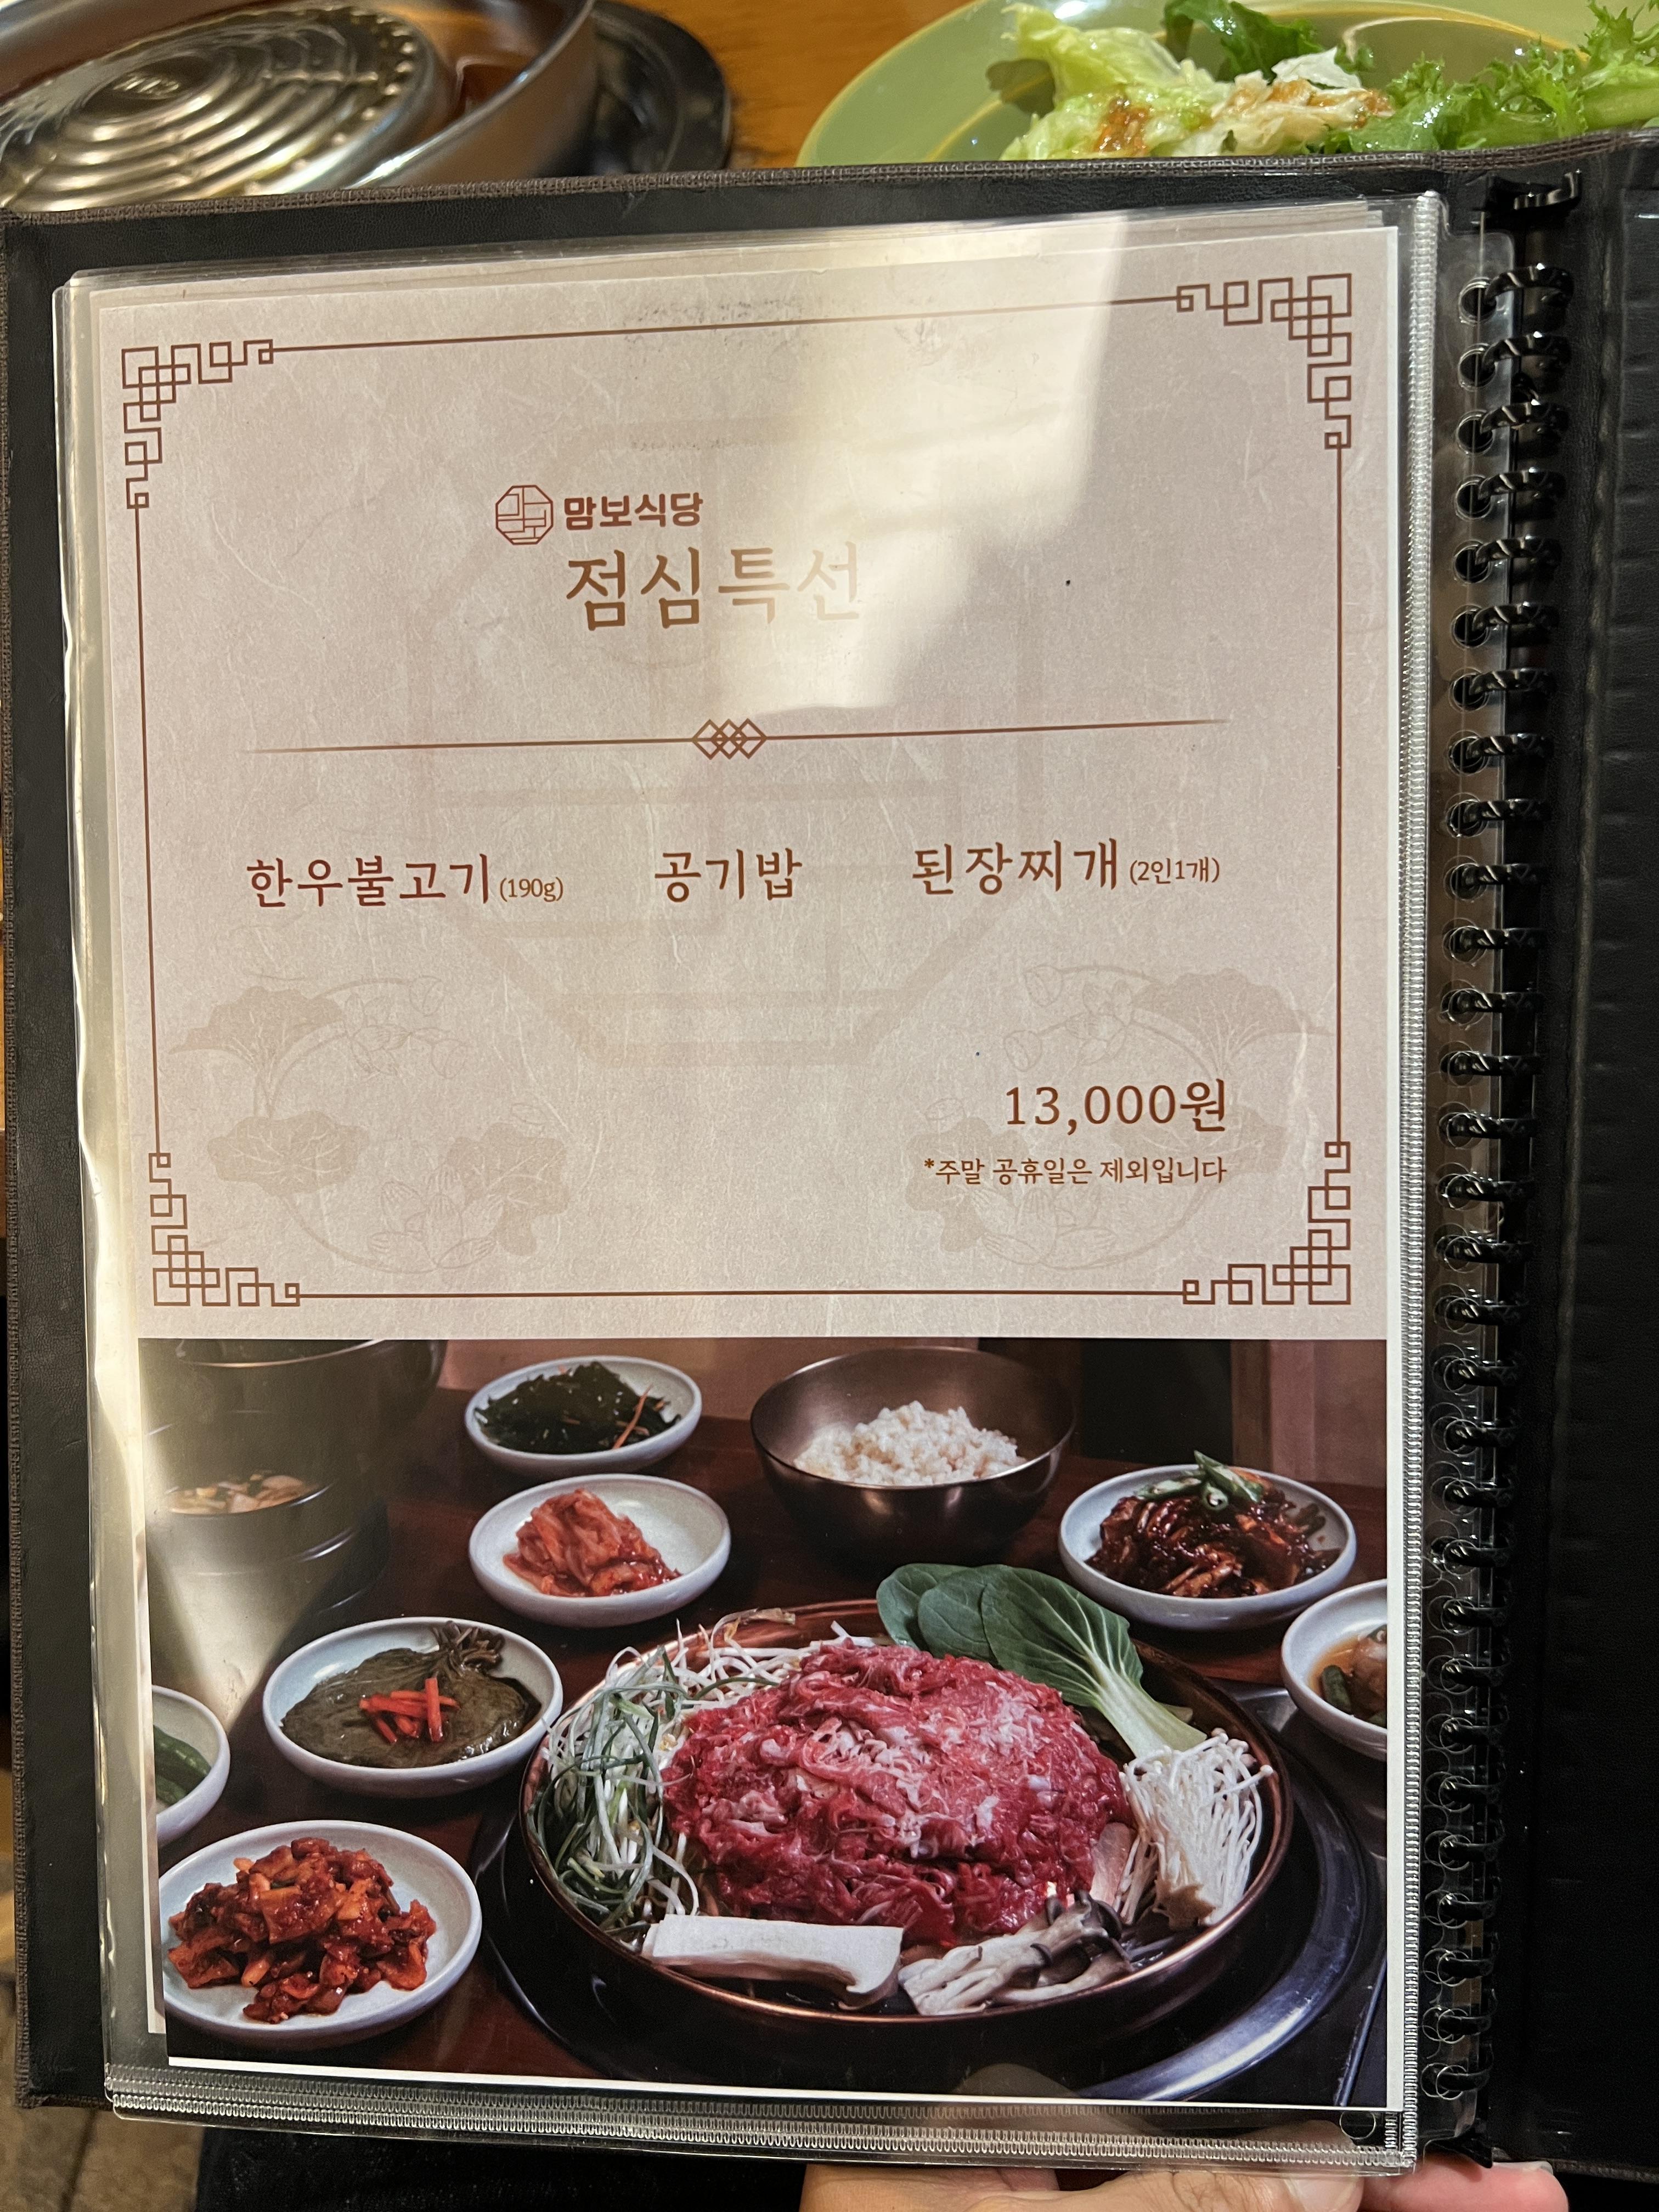 맘보식당
점심특선
한우불고기(190g) 공기밥 된장찌개(2인1개)
13,000원
*주말 공휴일은 제외입니다